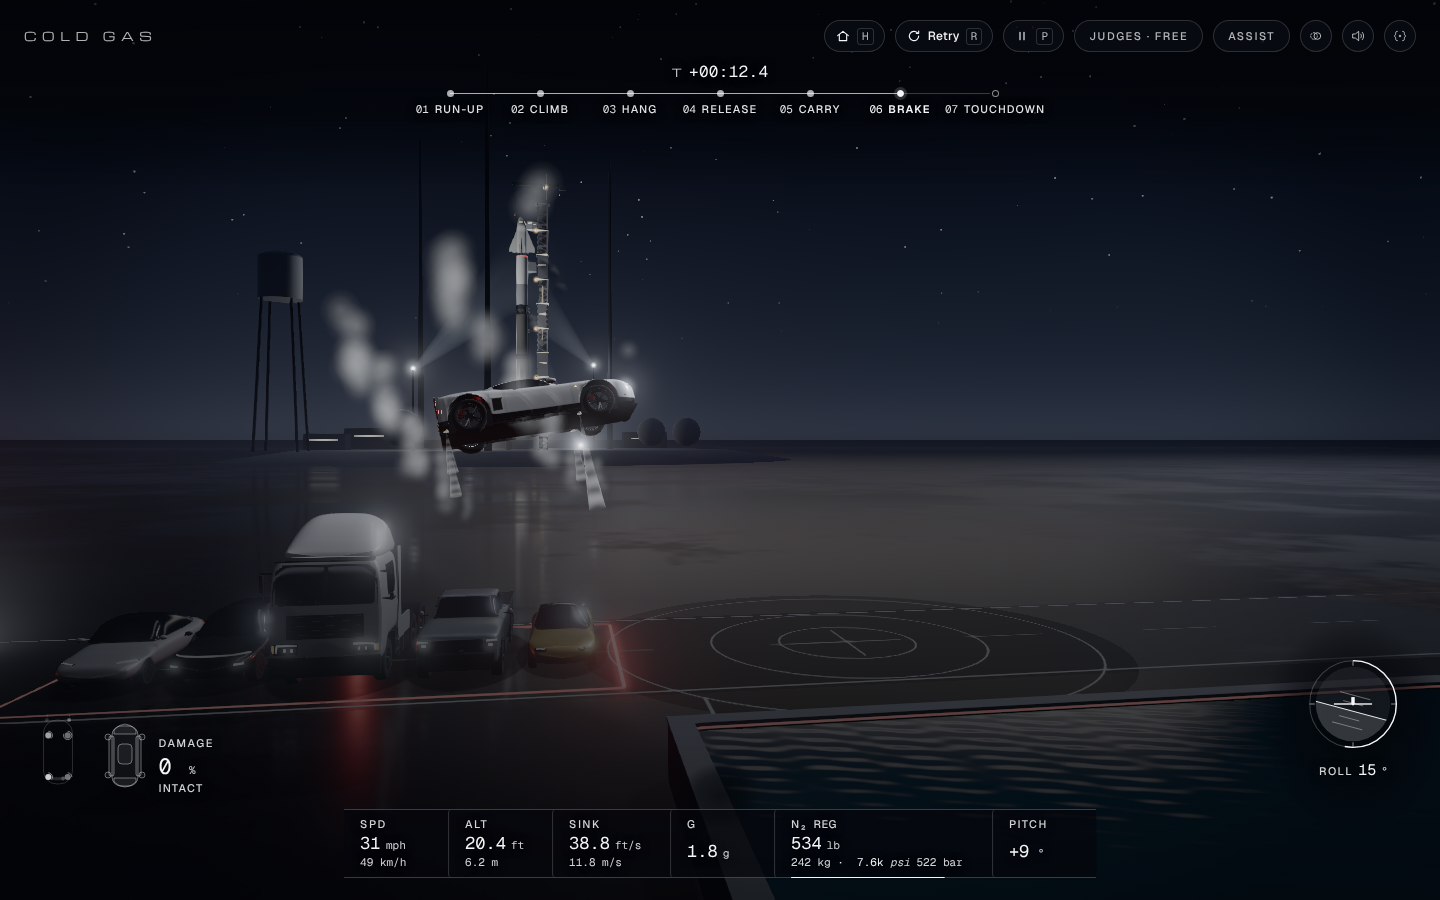 COLD GAS
H
Retry R
P
JUDGES · FREE
ASSIST
T +00:12.4
01 RUN-UP
02 CLIMB
03 HANG
04 RELEASE
05 CARRY
06 BRAKE
07 TOUCHDOWN
DAMAGE
0 %
INTACT
ROLL 15 °
SPD
31 mph
49 km/h
ALT
20.4 ft
6.2 m
SINK
38.8 ft/s
11.8 m/s
G
1.8 g
N₂ REG
534 lb
242 kg · 7.6k psi 522 bar
PITCH
+9 °